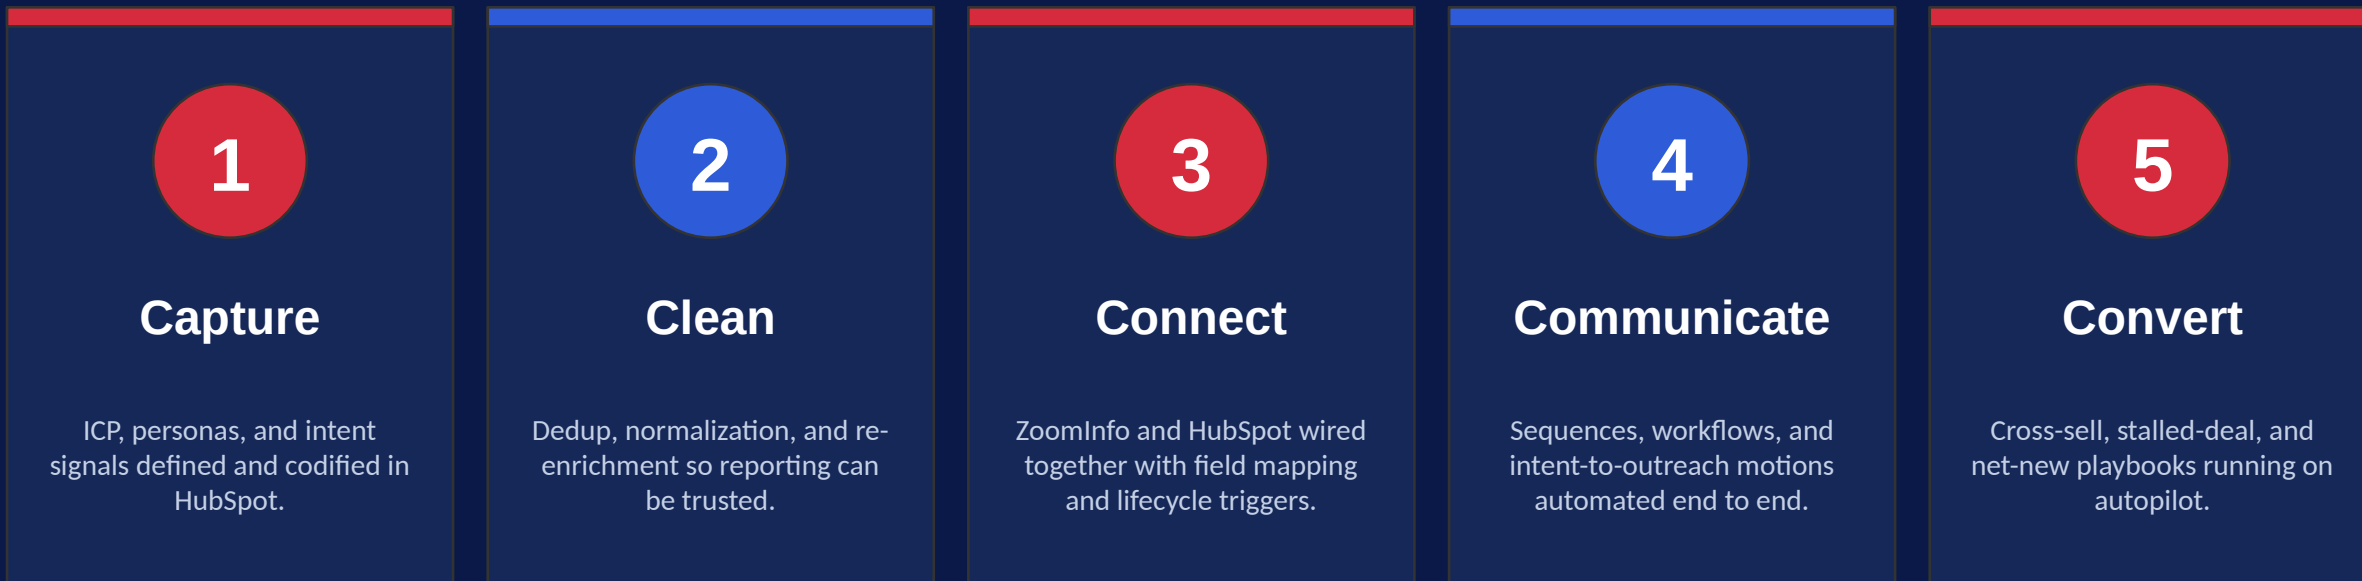 1
Capture
ICP, personas, and intent
signals defined and codified in
HubSpot.
2
Clean
Dedup, normalization, and re-
enrichment so reporting can
be trusted.
3
Connect
ZoomInfo and HubSpot wired
together with field mapping
and lifecycle triggers.
4
Communicate
Sequences, workflows, and
intent-to-outreach motions
automated end to end.
5
Convert
Cross-sell, stalled-deal, and
net-new playbooks running on
autopilot.